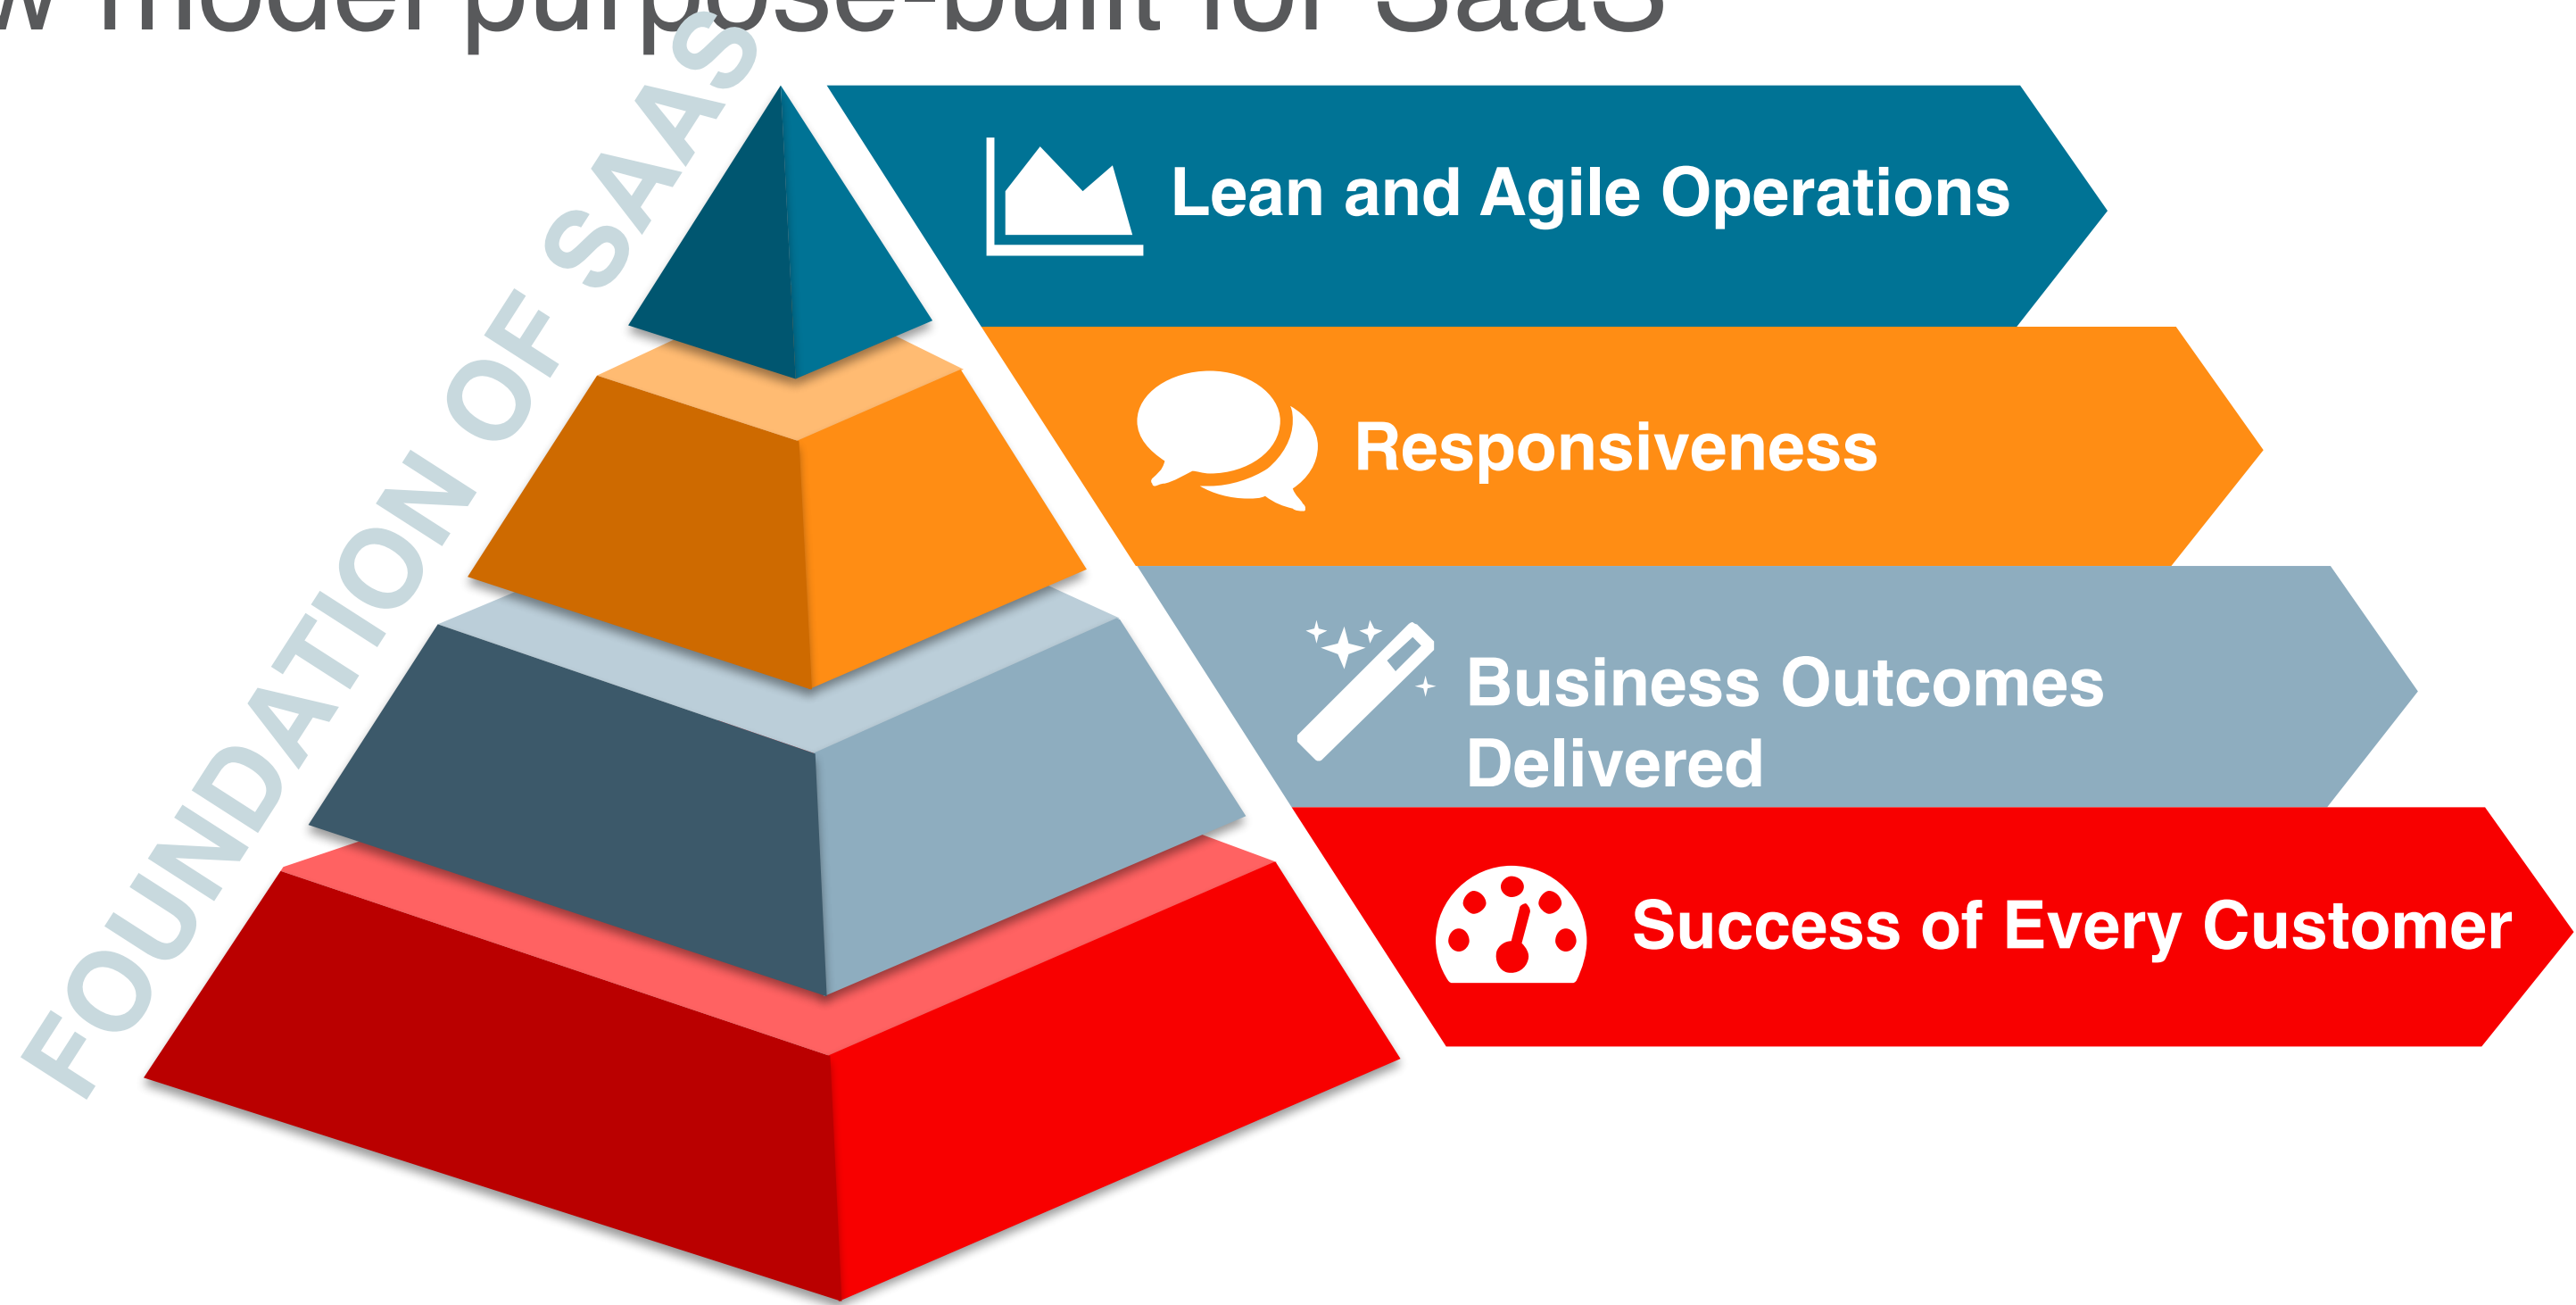 model purpose-built for SaaS
FOUNDATION OF SAAS
Lean and Agile Operations
Responsiveness
Business Outcomes
Delivered
Success of Every Customer